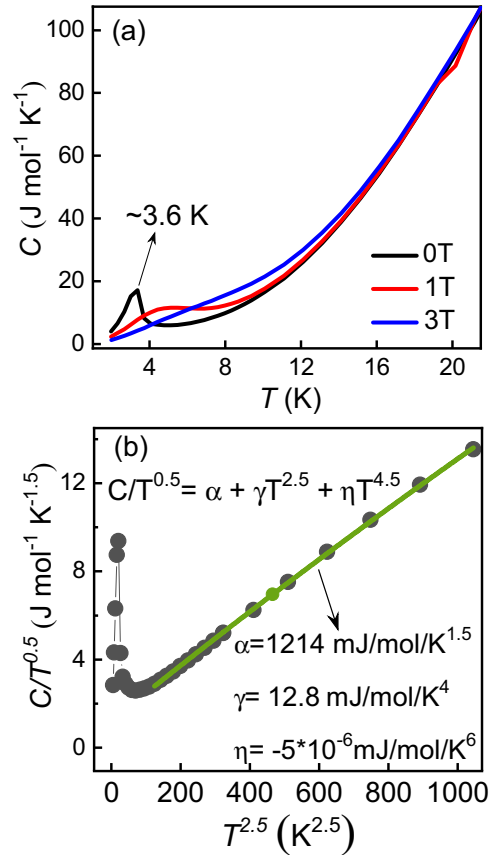 (a)
C (J mol⁻¹ K⁻¹)
100
80
60
40
20
0
~3.6 K
0T
1T
3T
4 8 12 16 20
T (K)
(b)
C/T^0.5 (J mol⁻¹ K^-1.5)
12
8
4
0
C/T^0.5= α + γT^2.5 + ηT^4.5
α=1214 mJ/mol/K^1.5
γ= 12.8 mJ/mol/K⁴
η= -5*10⁻⁶mJ/mol/K⁶
0 200 400 600 800 1000
T^2.5 (K^2.5)